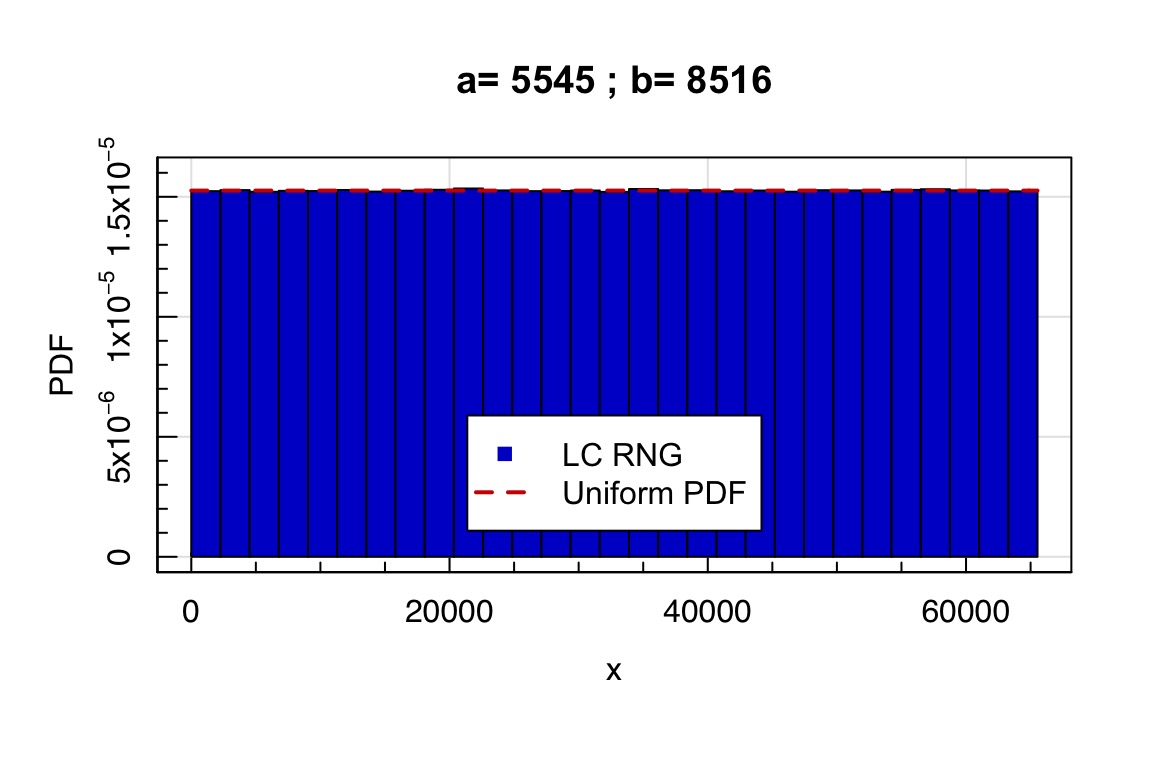 a= 5545 ; b= 8516
PDF
0
5x10⁻⁶
1x10⁻⁵
1.5x10⁻⁵
LC RNG
Uniform PDF
0 20000 40000 60000
x